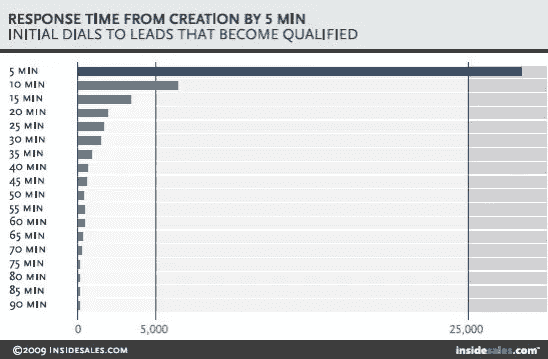 RESPONSE TIME FROM CREATION BY 5 MIN
INITIAL DIALS TO LEADS THAT BECOME QUALIFIED
5 MIN
10 MIN
15 MIN
20 MIN
25 MIN
30 MIN
35 MIN
40 MIN
45 MIN
50 MIN
55 MIN
60 MIN
65 MIN
70 MIN
75 MIN
80 MIN
85 MIN
90 MIN
0 5,000 25,000
©2009 INSIDESALES.COM insidesales.com